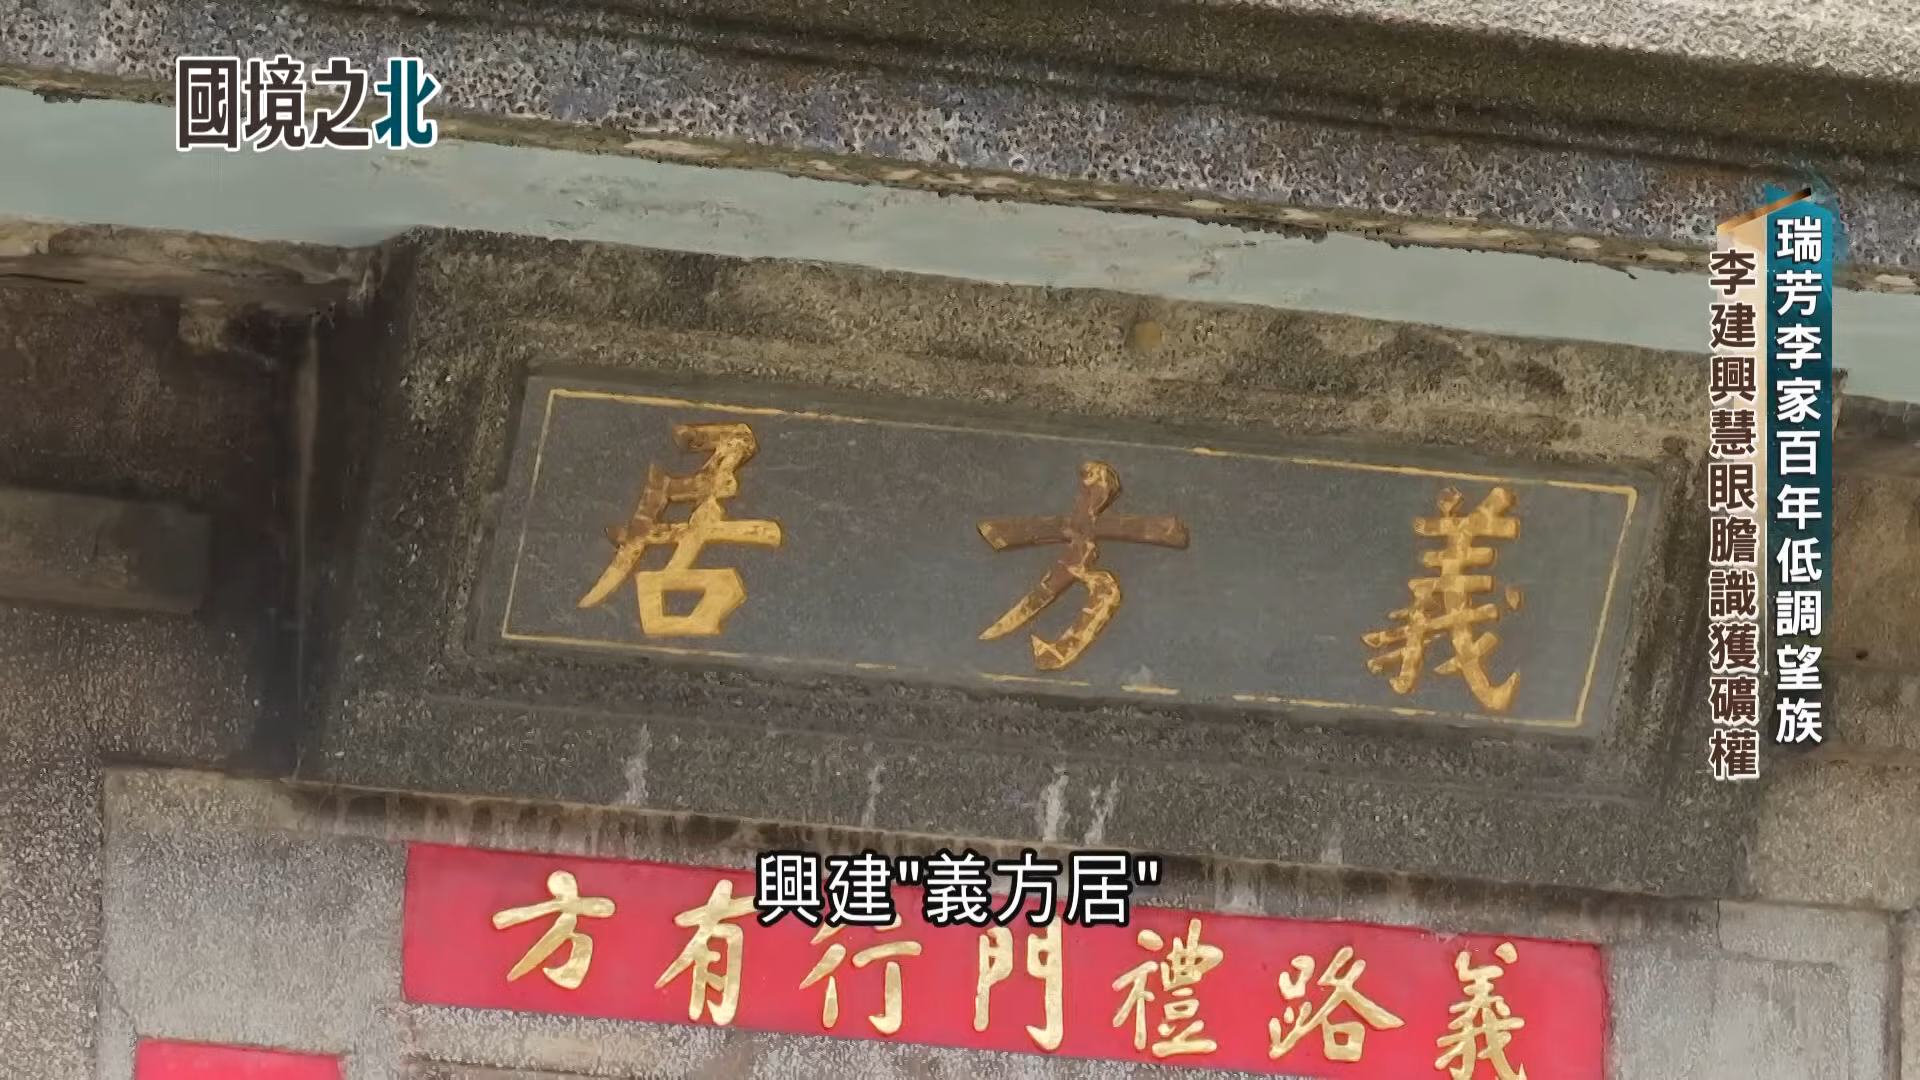 國境之北
瑞芳李家百年低調望族
李建興慧眼膽識獲礦權
義方居
興建"義方居"
義路禮門行有方